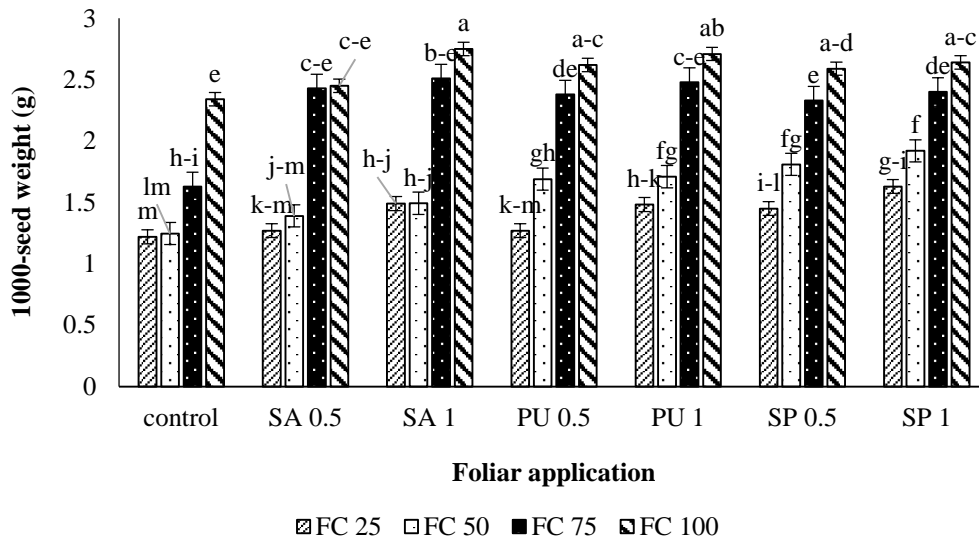 1000-seed weight (g)
3
2.5
2
1.5
1
0.5
0
m
lm
h-i
e
k-m
j-m
c-e
c-e
h-j
h-j
b-e
a
k-m
gh
de
a-c
h-k
fg
c-e
ab
i-l
fg
e
a-d
g-i
f
de
a-c
control SA 0.5 SA 1 PU 0.5 PU 1 SP 0.5 SP 1
Foliar application
FC 25 FC 50 FC 75 FC 100